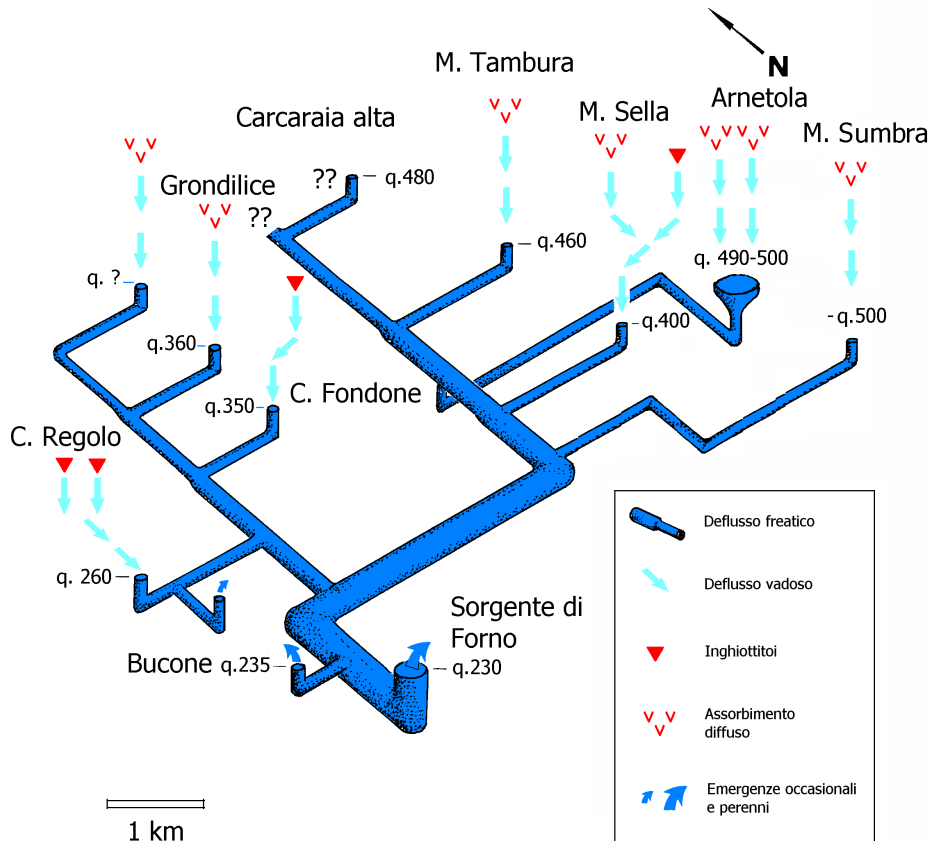 M. Tambura
N
Arnetola
M. Sella
Carcaraia alta
M. Sumbra
??
q.480
Grondilice
??
q.460
q. 490-500
q. ?
q.400
q.500
q.360
q.350
C. Fondone
C. Regolo
q. 260
Sorgente di
Forno
Bucone
q.235
q.230
1 km
Deflusso freatico
Deflusso vadoso
Inghiottitoi
Assorbimento
diffuso
Emergenze occasionali
e perenni